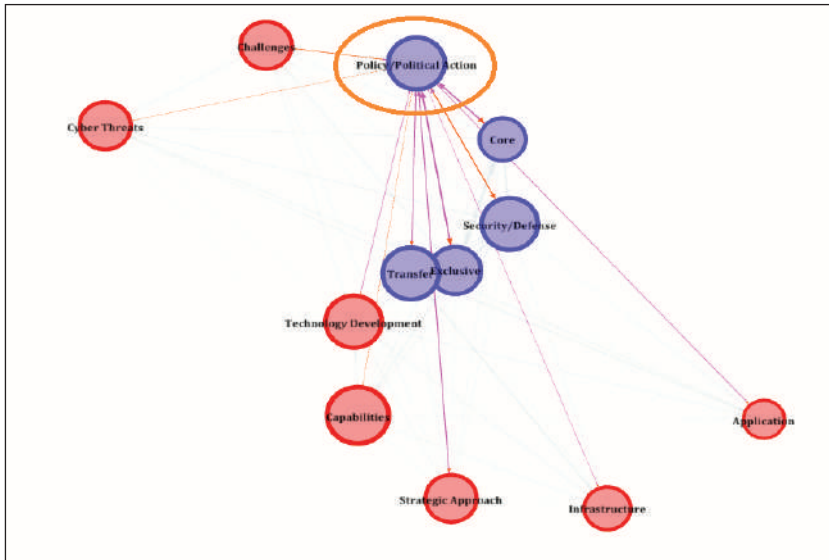 Challenges
Policy/Political Action
Cyber Threats
Core
Security/Defense
Transfer
Exclusive
Technology Development
Capabilities
Application
Strategic Approach
Infrastructure